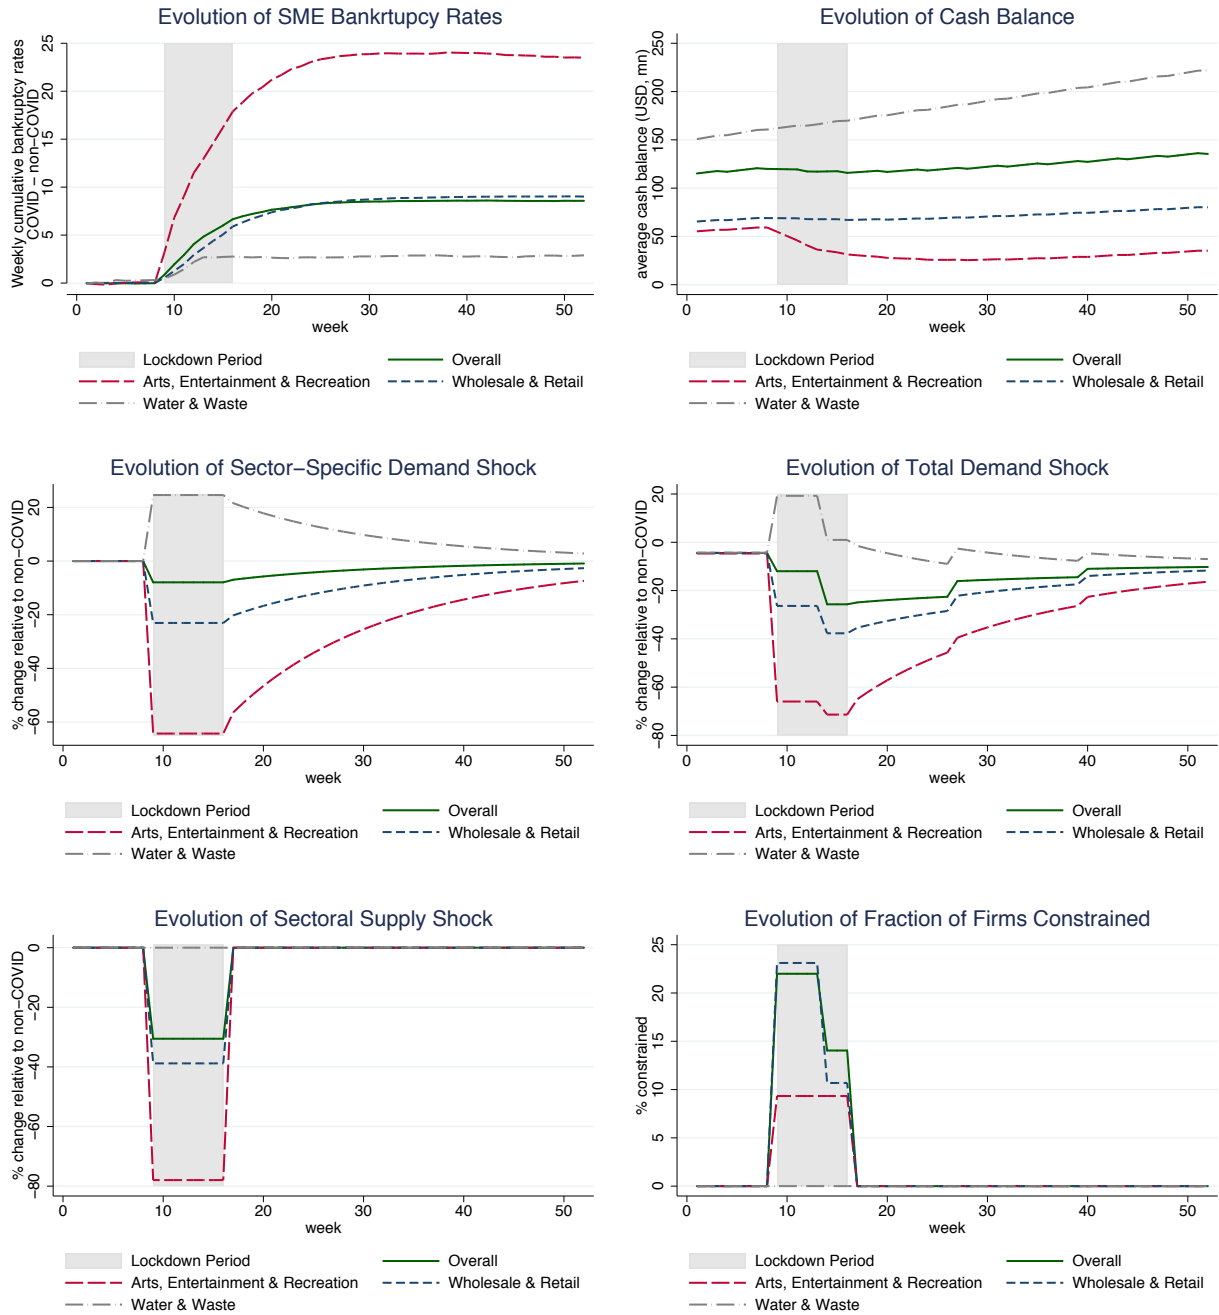 Evolution of SME Bankrtupcy Rates
Weekly cumulative bankruptcy rates
COVID − non−COVID
25
20
15
10
5
0
0 10 20 30 40 50
week
Lockdown Period Overall
Arts, Entertainment & Recreation Wholesale & Retail
Water & Waste
Evolution of Cash Balance
average cash balance (USD, mn)
250
200
150
100
50
0
0 10 20 30 40 50
week
Lockdown Period Overall
Arts, Entertainment & Recreation Wholesale & Retail
Water & Waste
Evolution of Sector−Specific Demand Shock
% change relative to non−COVID
20
0
−20
−40
−60
0 10 20 30 40 50
week
Lockdown Period Overall
Arts, Entertainment & Recreation Wholesale & Retail
Water & Waste
Evolution of Total Demand Shock
% change relative to non−COVID
20
0
−20
−40
−60
−80
0 10 20 30 40 50
week
Lockdown Period Overall
Arts, Entertainment & Recreation Wholesale & Retail
Water & Waste
Evolution of Sectoral Supply Shock
% change relative to non−COVID
0
−20
−40
−60
−80
0 10 20 30 40 50
week
Lockdown Period Overall
Arts, Entertainment & Recreation Wholesale & Retail
Water & Waste
Evolution of Fraction of Firms Constrained
% constrained
25
20
15
10
5
0
0 10 20 30 40 50
week
Lockdown Period Overall
Arts, Entertainment & Recreation Wholesale & Retail
Water & Waste